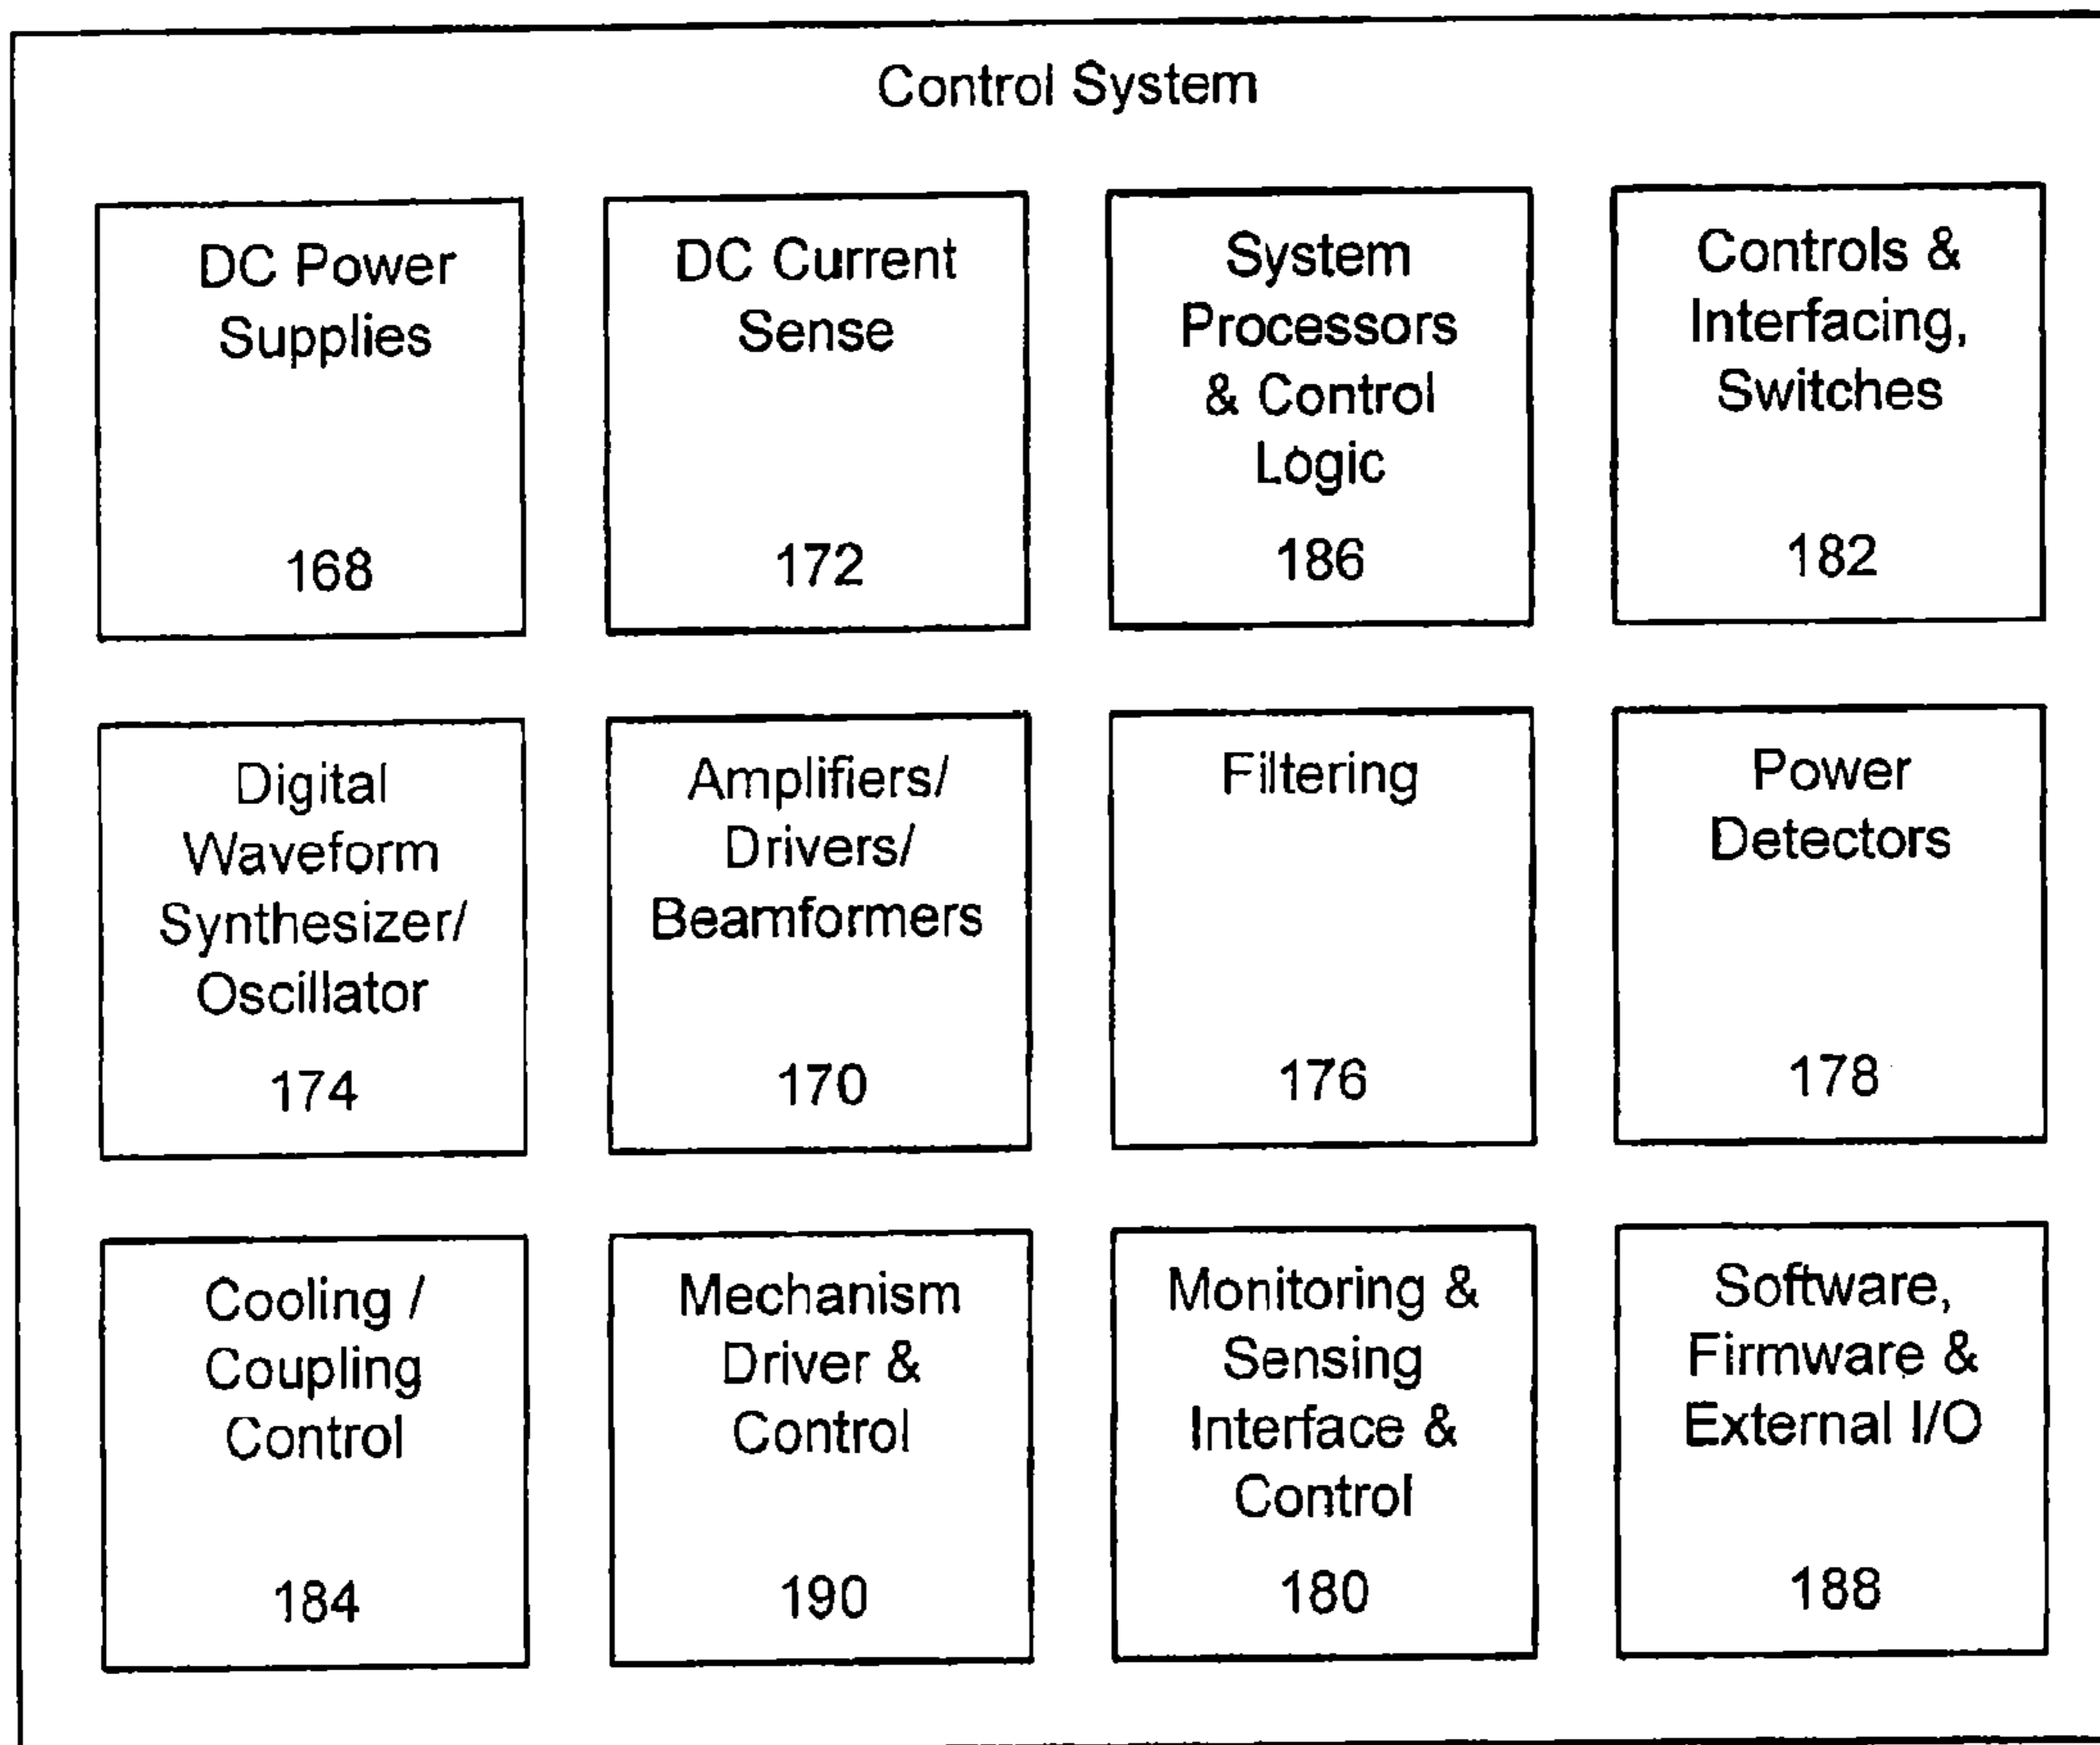 Control System
DC Power
Supplies
168
DC Current
Sense
172
System
Processors
& Control
Logic
186
Controls &
Interfacing,
Switches
182
Digital
Waveform
Synthesizer/
Oscillator
174
Amplifiers/
Drivers/
Beamformers
170
Filtering
176
Power
Detectors
178
Cooling /
Coupling
Control
184
Mechanism
Driver &
Control
190
Monitoring &
Sensing
Interface &
Control
180
Software,
Firmware &
External I/O
188